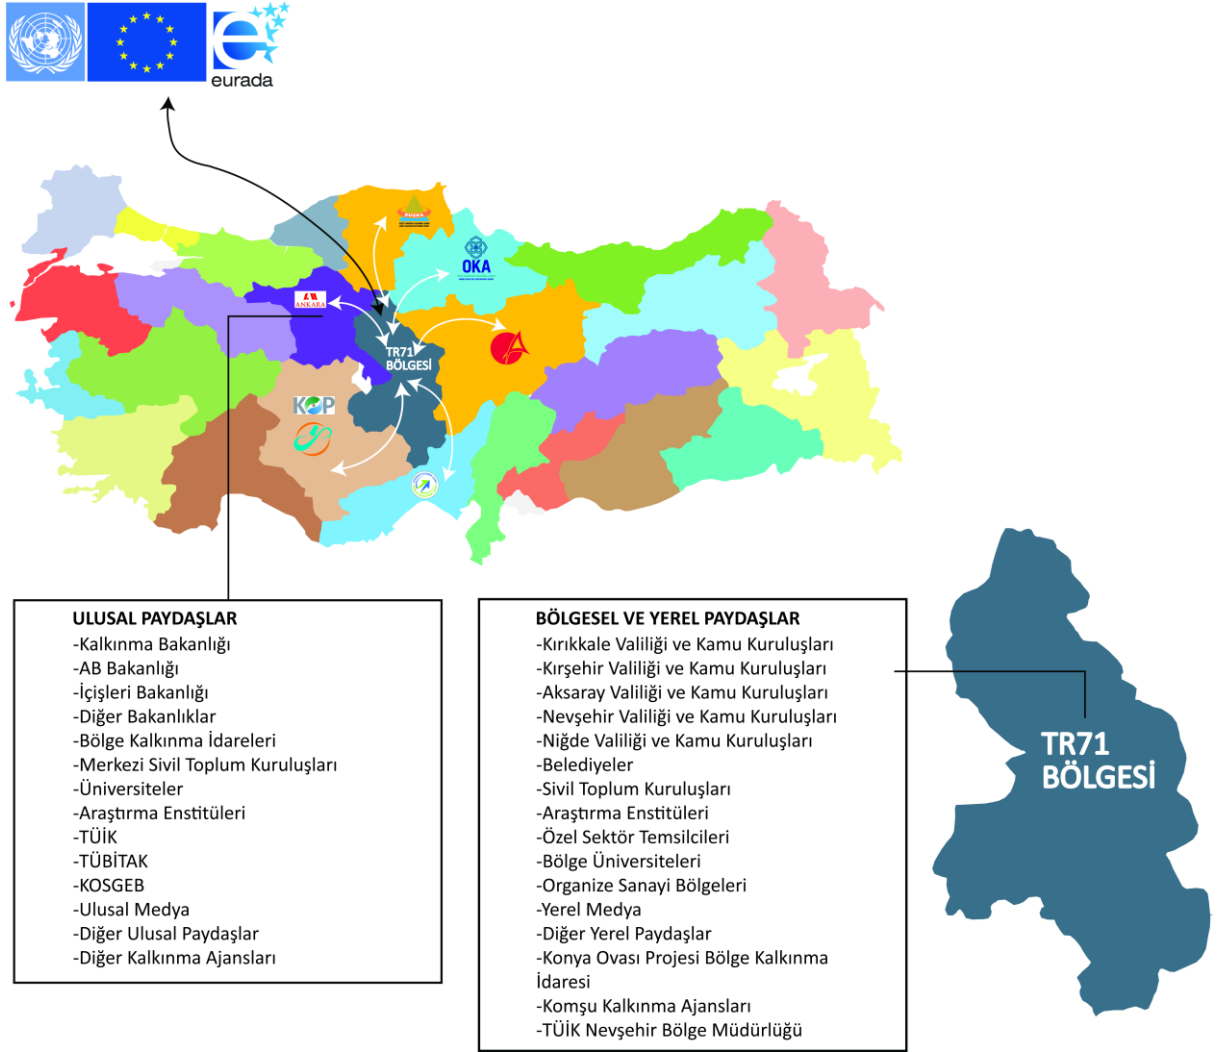 eurada
KUZKA
OKA
ANKARA
TR71
BÖLGESİ
KOP
ULUSAL PAYDAŞLAR
-Kalkınma Bakanlığı
-AB Bakanlığı
-İçişleri Bakanlığı
-Diğer Bakanlıklar
-Bölge Kalkınma İdareleri
-Merkezi Sivil Toplum Kuruluşları
-Üniversiteler
-Araştırma Enstitüleri
-TÜİK
-TÜBİTAK
-KOSGEB
-Ulusal Medya
-Diğer Ulusal Paydaşlar
-Diğer Kalkınma Ajansları
BÖLGESEL VE YEREL PAYDAŞLAR
-Kırıkkale Valiliği ve Kamu Kuruluşları
-Kırşehir Valiliği ve Kamu Kuruluşları
-Aksaray Valiliği ve Kamu Kuruluşları
-Nevşehir Valiliği ve Kamu Kuruluşları
-Niğde Valiliği ve Kamu Kuruluşları
-Belediyeler
-Sivil Toplum Kuruluşları
-Araştırma Enstitüleri
-Özel Sektör Temsilcileri
-Bölge Üniversiteleri
-Organize Sanayi Bölgeleri
-Yerel Medya
-Diğer Yerel Paydaşlar
-Konya Ovası Projesi Bölge Kalkınma
İdaresi
-Komşu Kalkınma Ajansları
-TÜİK Nevşehir Bölge Müdürlüğü
TR71
BÖLGESİ